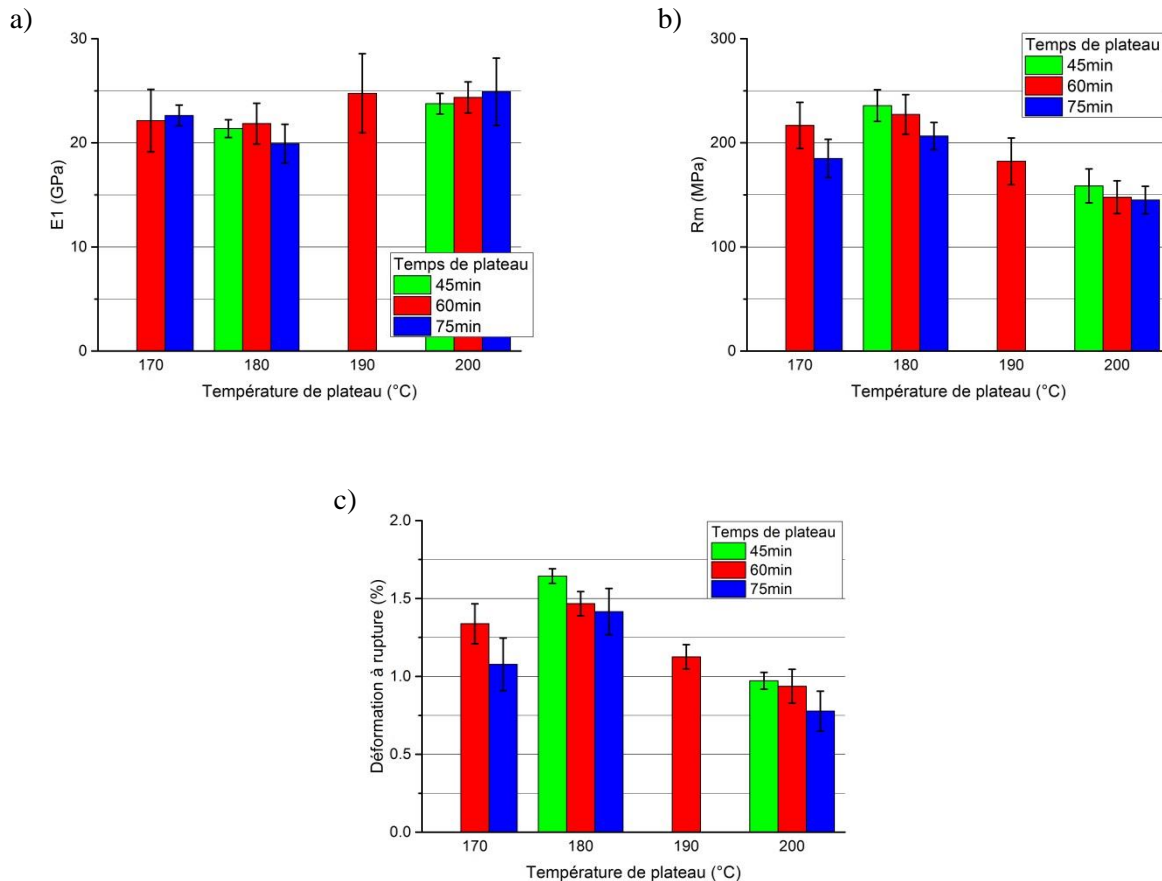 a)
30
20
10
0
E1 (GPa)
Temps de plateau
45min
60min
75min
170 180 190 200
Température de plateau (°C)
b)
300
200
100
0
Rm (MPa)
Temps de plateau
45min
60min
75min
170 180 190 200
Température de plateau (°C)
c)
2.0
1.5
1.0
0.5
0.0
Déformation à rupture (%)
Temps de plateau
45min
60min
75min
170 180 190 200
Température de plateau (°C)